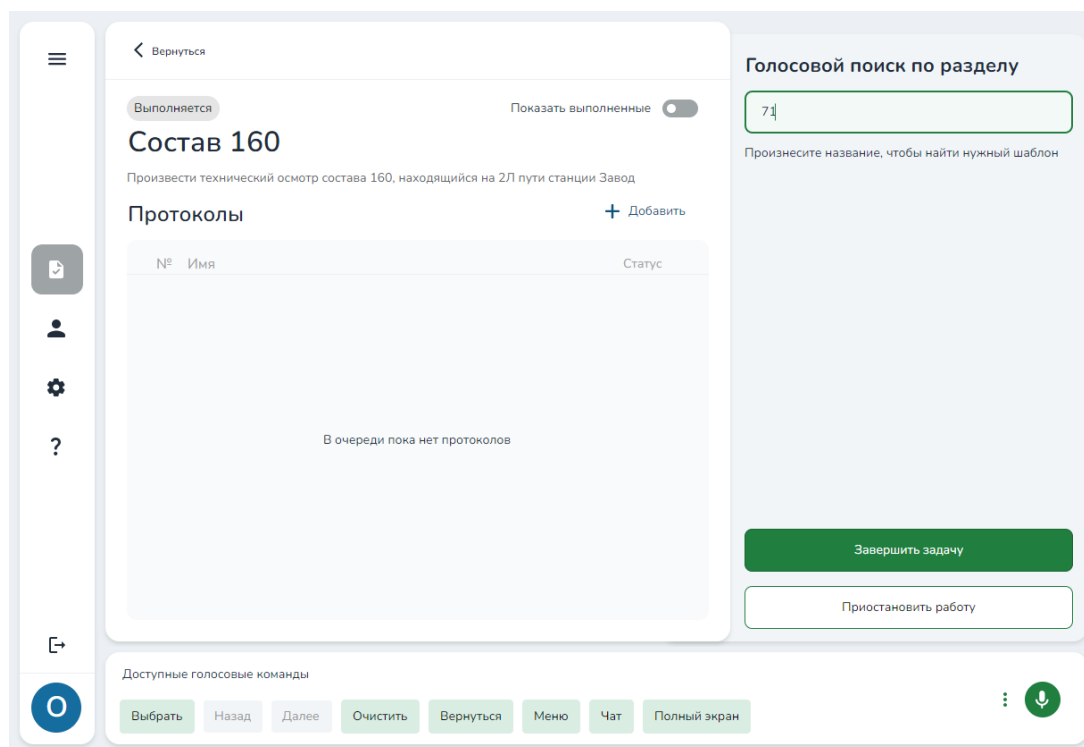 Вернуться
Выполняется
Показать выполненные
Состав 160
Произвести технический осмотр состава 160, находящийся на 2Л пути станции Завод
Протоколы
Добавить
№ Имя Статус
В очереди пока нет протоколов
Голосовой поиск по разделу
71
Произнесите название, чтобы найти нужный шаблон
Завершить задачу
Приостановить работу
О
Доступные голосовые команды
Выбрать Назад Далее Очистить Вернуться Меню Чат Полный экран